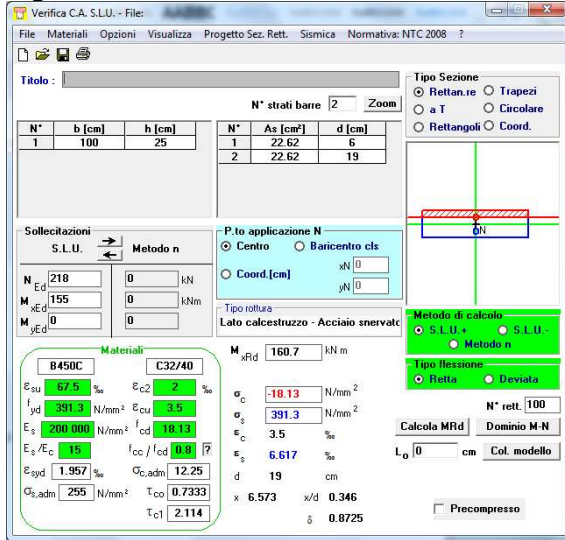 Verifica C.A. S.L.U. - File:
File Materiali Opzioni Visualizza Progetto Sez. Rett. Sismica Normativa: NTC 2008 ?
Titolo :
N° strati barre 2 Zoom
Tipo Sezione
Rettan.re Trapezi
a T Circolare
Rettangoli Coord.
N° b [cm] h [cm]
1 100 25
N° As [cm²] d [cm]
1 22.62 6
2 22.62 19
Sollecitazioni
S.L.U. Metodo n
N Ed 218 0 kN
M xEd 155 0 kNm
M yEd 0 0
P.to applicazione N
Centro Baricentro cls
Coord.[cm] xN 0
yN 0
Tipo rottura
Lato calcestruzzo - Acciaio snervato
N
Metodo di calcolo
S.L.U.+ S.L.U.-
Metodo n
Tipo flessione
Retta Deviata
Materiali
B450C C32/40
εsu 67.5 ‰ εc2 2 ‰
fyd 391.3 N/mm² εcu 3.5
Es 200 000 N/mm² fcd 18.13
Es/Ec 15 fcc / fcd 0.8 ?
εsyd 1.957 ‰ σc,adm 12.25
σs,adm 255 N/mm² τco 0.7333
τc1 2.114
M xRd 160.7 kN m
σc -18.13 N/mm²
σs 391.3 N/mm²
εc 3.5 ‰
εs 6.617 ‰
d 19 cm
x 6.573 x/d 0.346
δ 0.8725
N° rett. 100
Calcola MRd Dominio M-N
L₀ 0 cm Col. modello
Precompresso